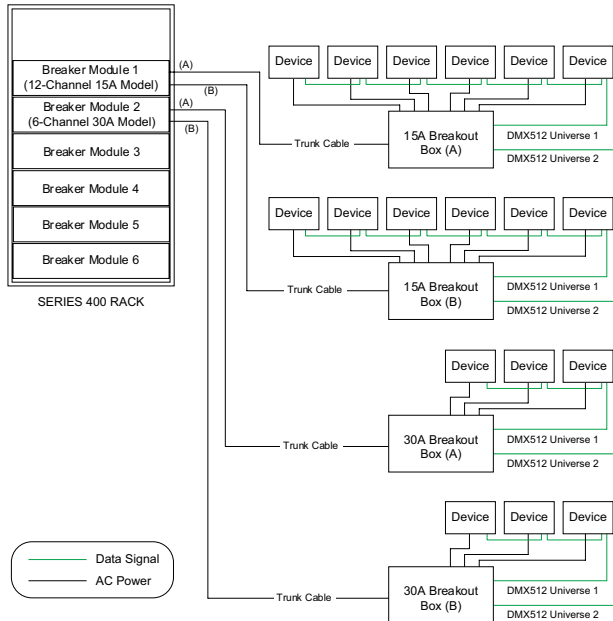 Breaker Module 1
(12-Channel 15A Model)
Breaker Module 2
(6-Channel 30A Model)
Breaker Module 3
Breaker Module 4
Breaker Module 5
Breaker Module 6
SERIES 400 RACK
(A)
(B)
(A)
(B)
Device Device Device Device Device Device
Trunk Cable
15A Breakout
Box (A)
DMX512 Universe 1
DMX512 Universe 2
Device Device Device Device Device Device
Trunk Cable
15A Breakout
Box (B)
DMX512 Universe 1
DMX512 Universe 2
Device Device Device
Trunk Cable
30A Breakout
Box (A)
DMX512 Universe 1
DMX512 Universe 2
Device Device Device
Trunk Cable
30A Breakout
Box (B)
DMX512 Universe 1
DMX512 Universe 2
Data Signal
AC Power